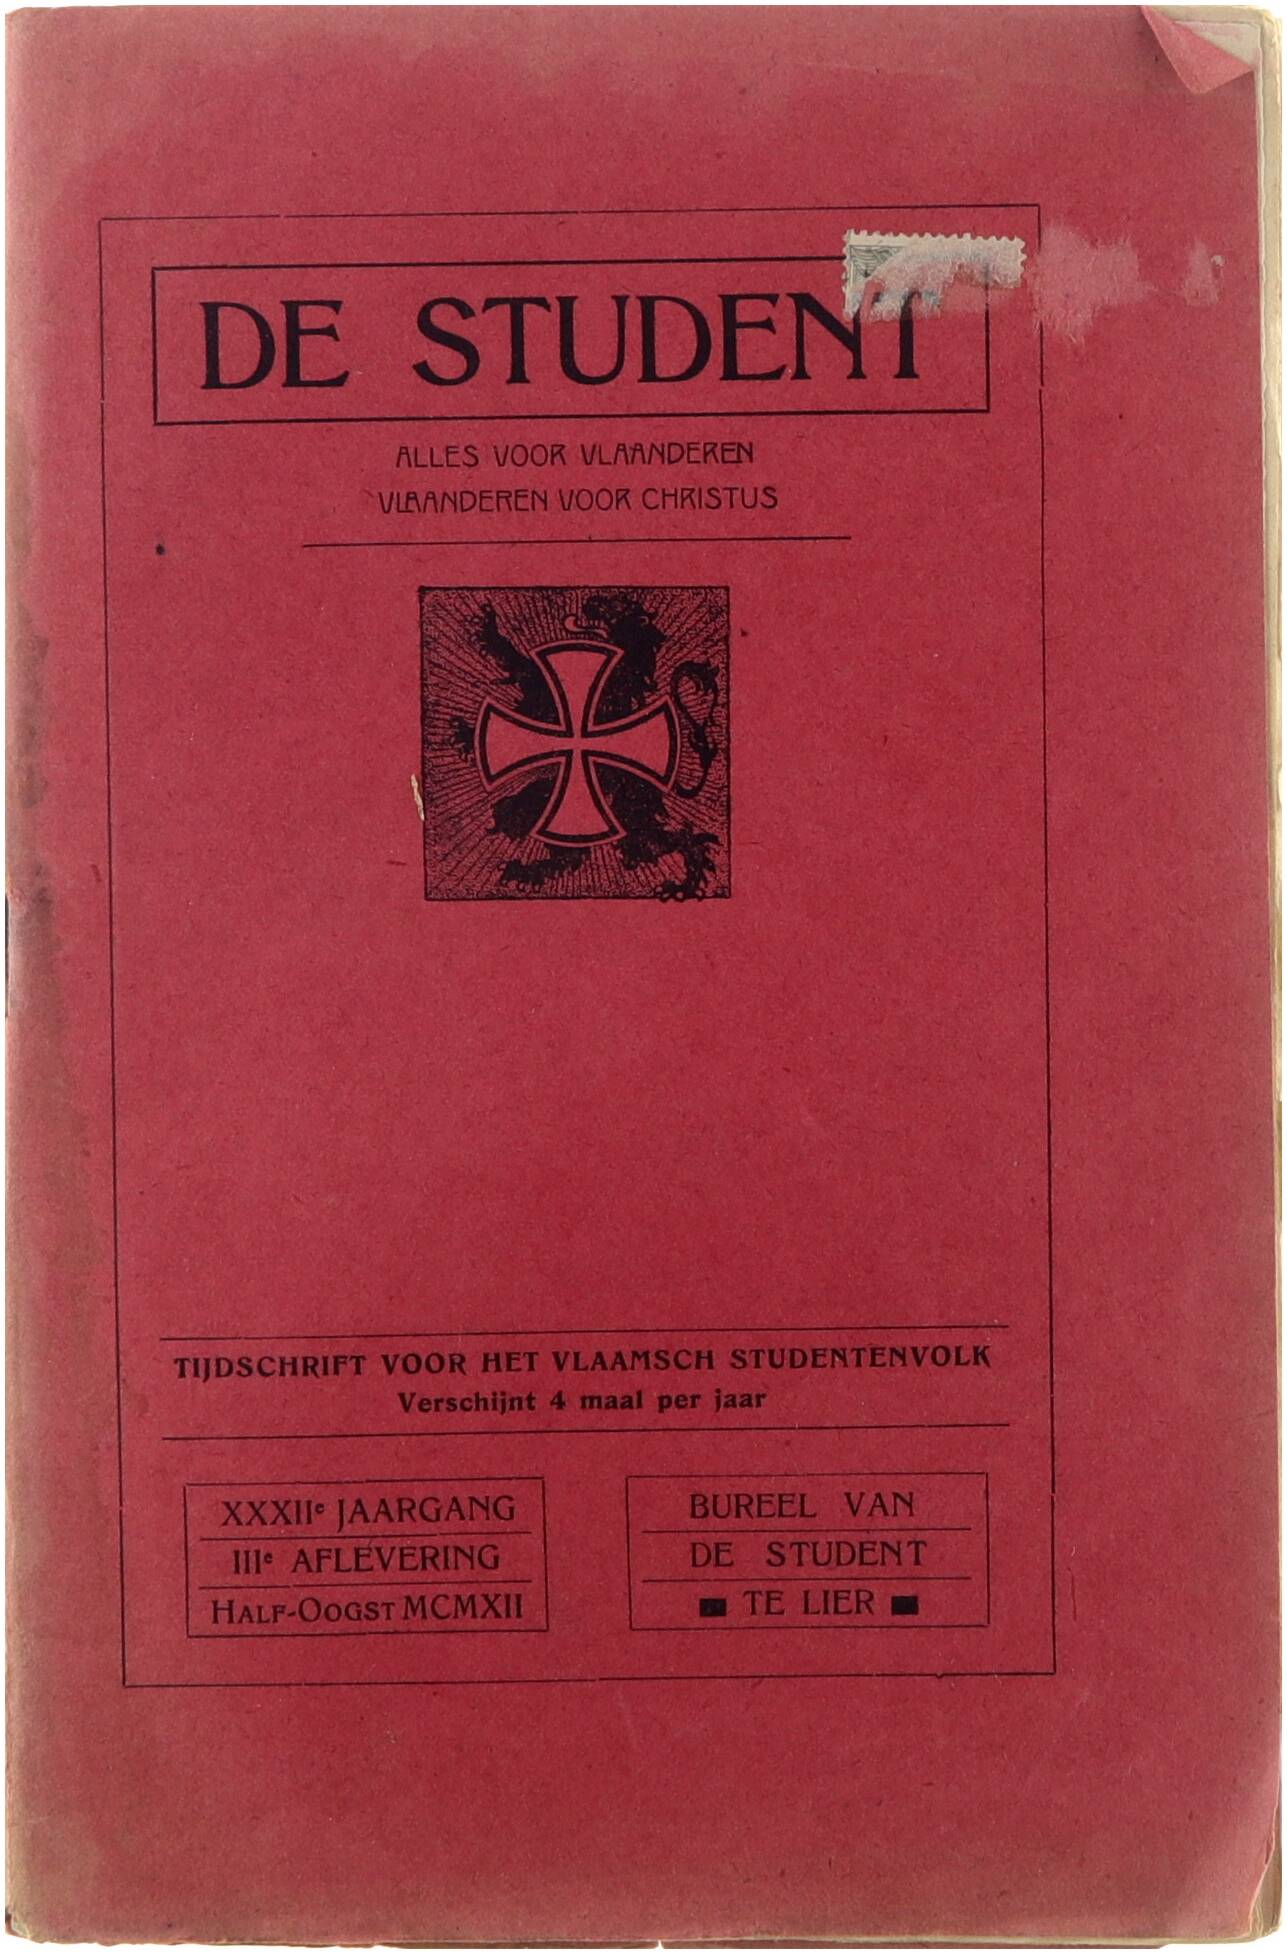 DE STUDENT
ALLES VOOR VLAANDEREN
VLAANDEREN VOOR CHRISTUS
TIJDSCHRIFT VOOR HET VLAAMSCH STUDENTENVOLK
Verschijnt 4 maal per jaar
XXXIIe JAARGANG
IIIe AFLEVERING
HALF-OOGST MCMXII
BUREEL VAN
DE STUDENT
TE LIER